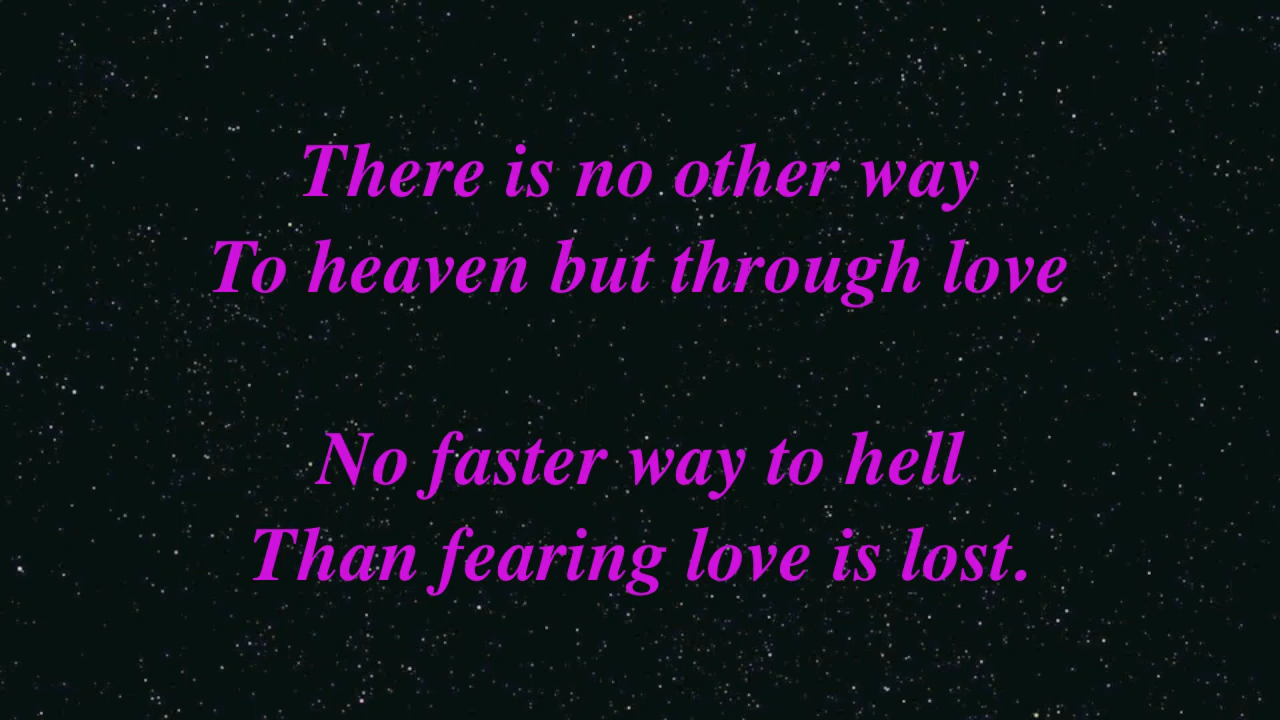 There is no other way
To heaven but through love
No faster way to hell
Than fearing love is lost.